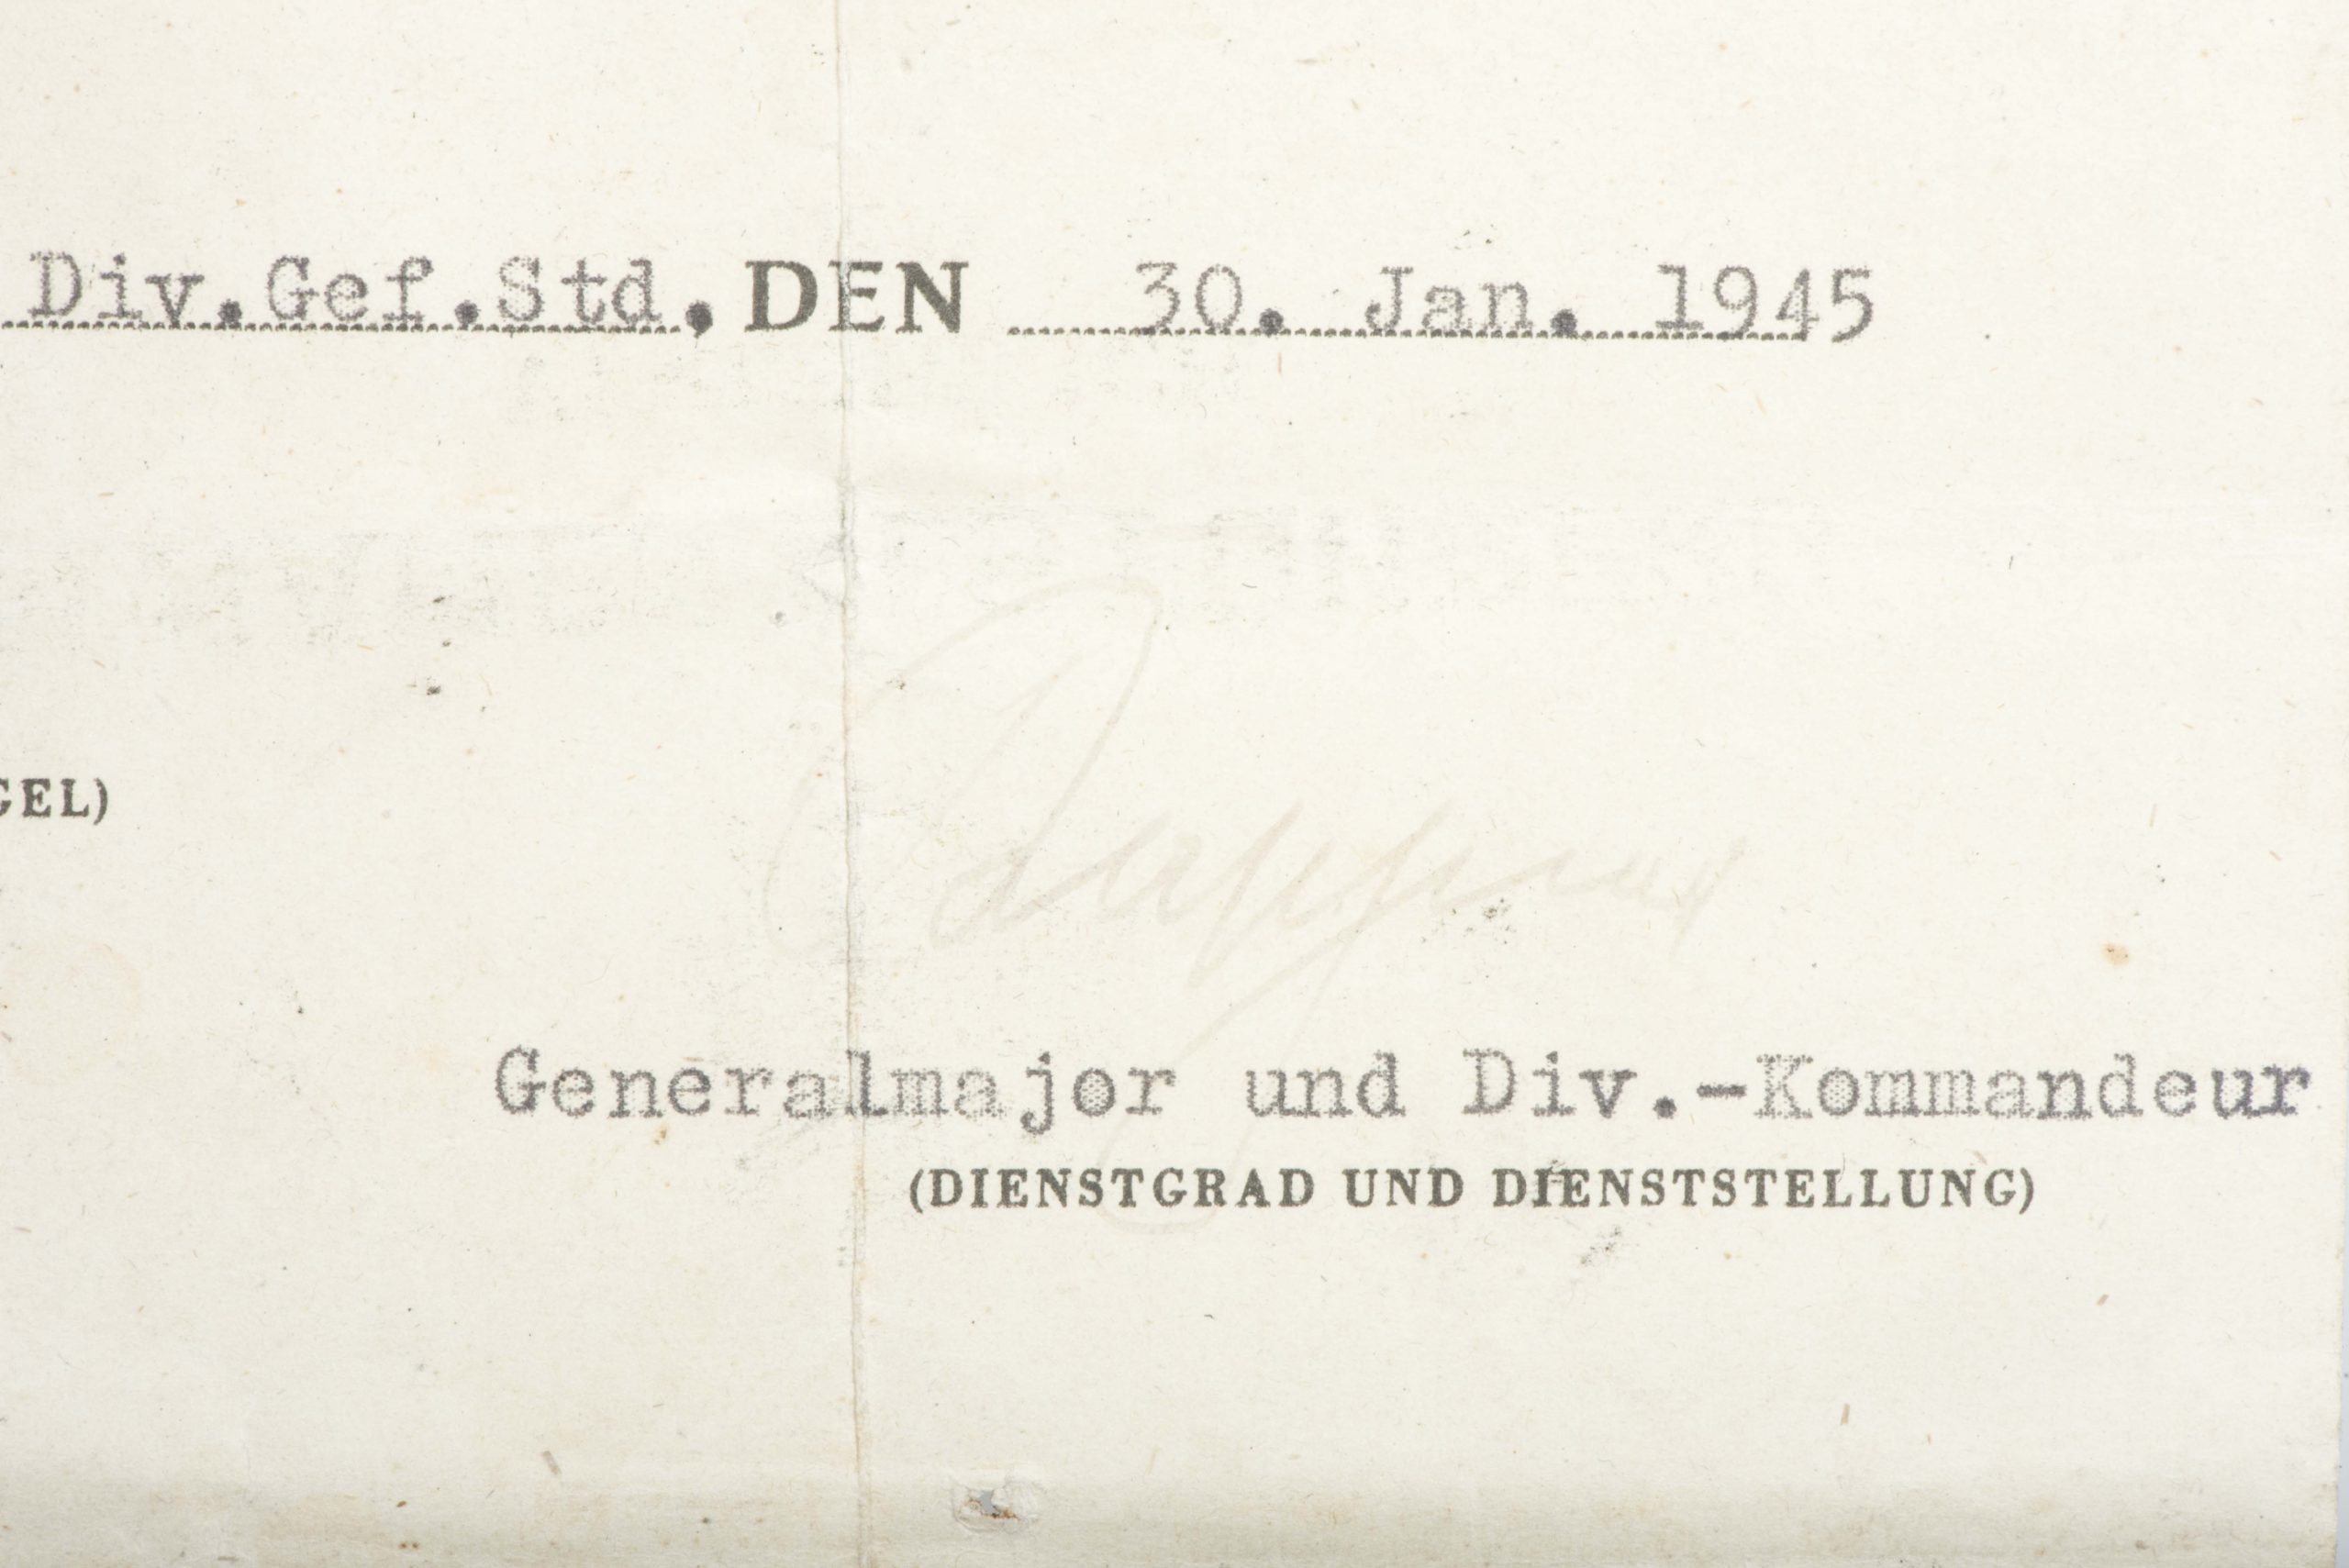 Div.Gef.Std. DEN 30. Jan. 1945
GEL)
Generalmajor und Div.-Kommandeur
(DIENSTGRAD UND DIENSTSTELLUNG)